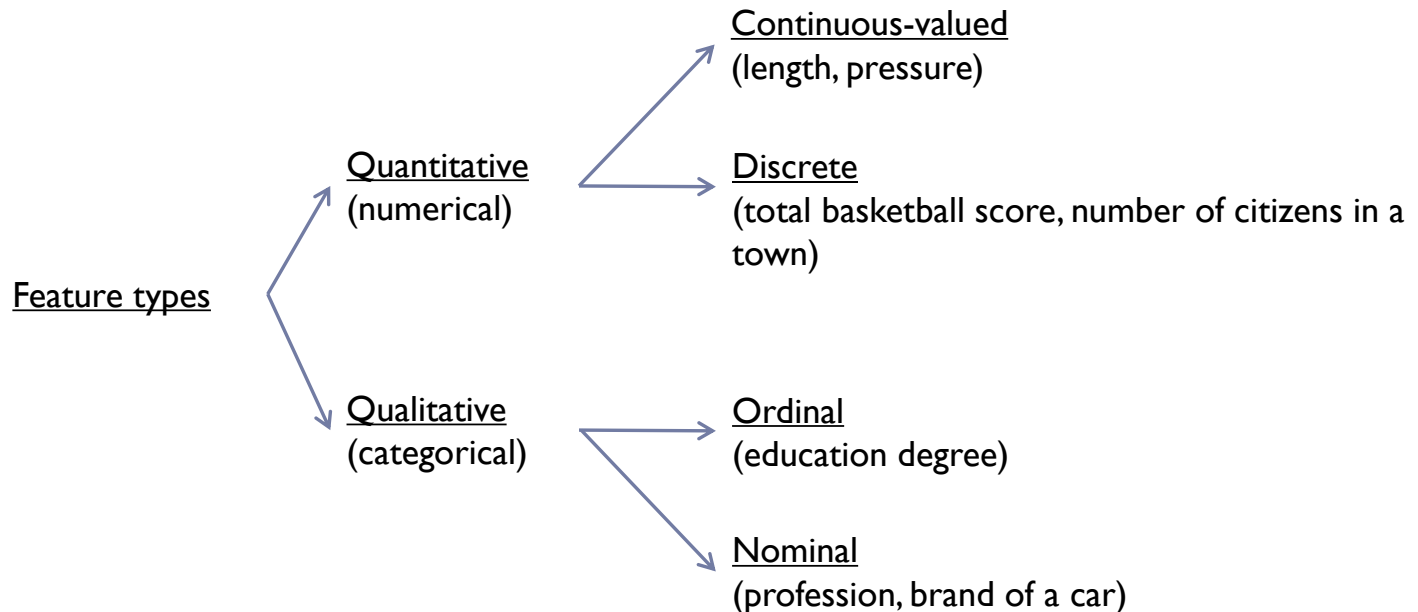 Feature types
Quantitative
(numerical)
Continuous-valued
(length, pressure)
Discrete
(total basketball score, number of citizens in a
town)
Qualitative
(categorical)
Ordinal
(education degree)
Nominal
(profession, brand of a car)